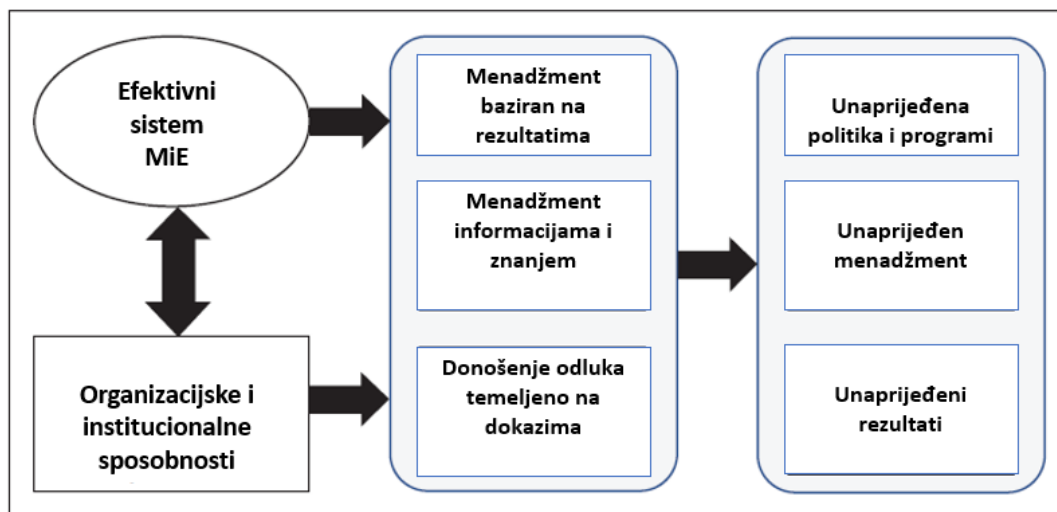 Efektivni
sistem
MiE
Organizacijske i
institucionalne
sposobnosti
Menadžment
baziran na
rezultatima
Menadžment
informacijama i
znanjem
Donošenje odluka
temeljeno na
dokazima
Unaprijeđena
politika i programi
Unaprijeđen
menadžment
Unaprijeđeni
rezultati